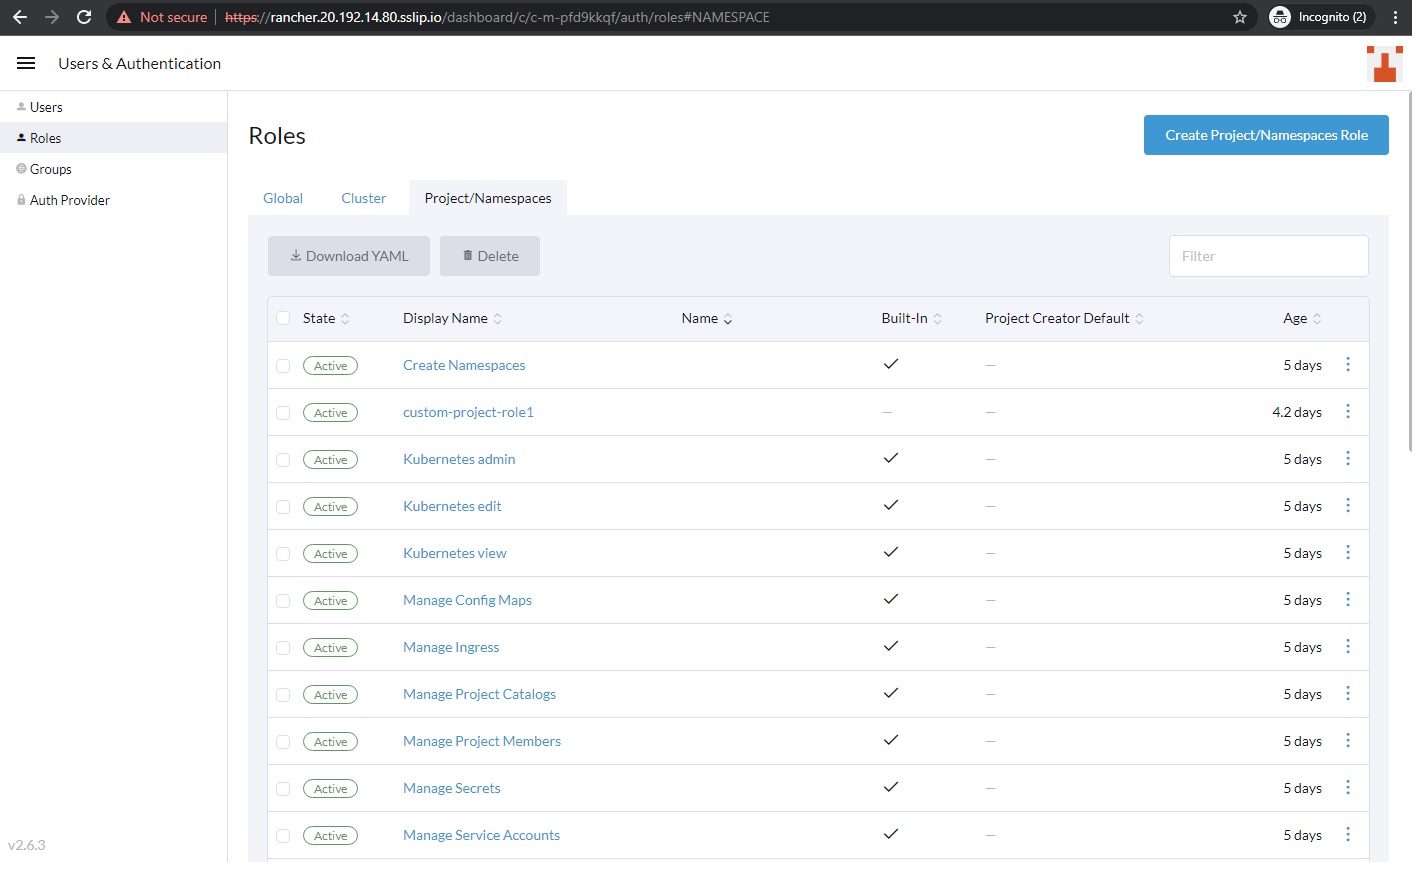 Not secure | https://rancher.20.192.14.80.sslip.io/dashboard/c/c-m-pfd9kkqf/auth/roles#NAMESPACE Incognito (2)
Users & Authentication
Users
Roles
Groups
Auth Provider
Roles
Create Project/Namespaces Role
Global Cluster Project/Namespaces
Download YAML Delete Filter
State Display Name Name Built-In Project Creator Default Age
Active Create Namespaces — 5 days
Active custom-project-role1 — — 4.2 days
Active Kubernetes admin — 5 days
Active Kubernetes edit — 5 days
Active Kubernetes view — 5 days
Active Manage Config Maps — 5 days
Active Manage Ingress — 5 days
Active Manage Project Catalogs — 5 days
Active Manage Project Members — 5 days
Active Manage Secrets — 5 days
Active Manage Service Accounts — 5 days
v2.6.3